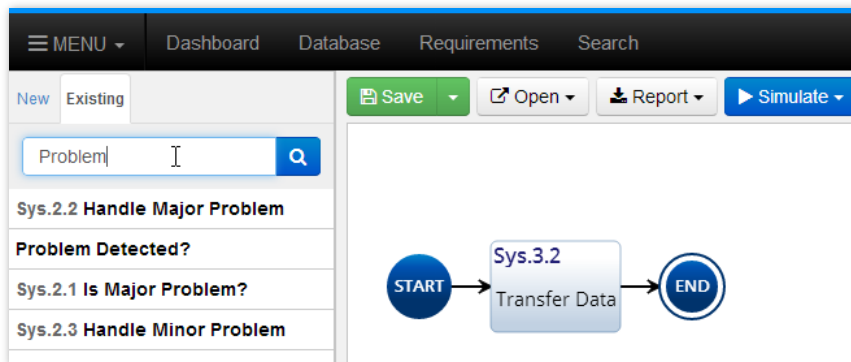 MENU Dashboard Database Requirements Search
New Existing
Save Open Report Simulate
Problem
Sys.2.2 Handle Major Problem
Problem Detected?
Sys.2.1 Is Major Problem?
Sys.2.3 Handle Minor Problem
START
Sys.3.2
Transfer Data
END